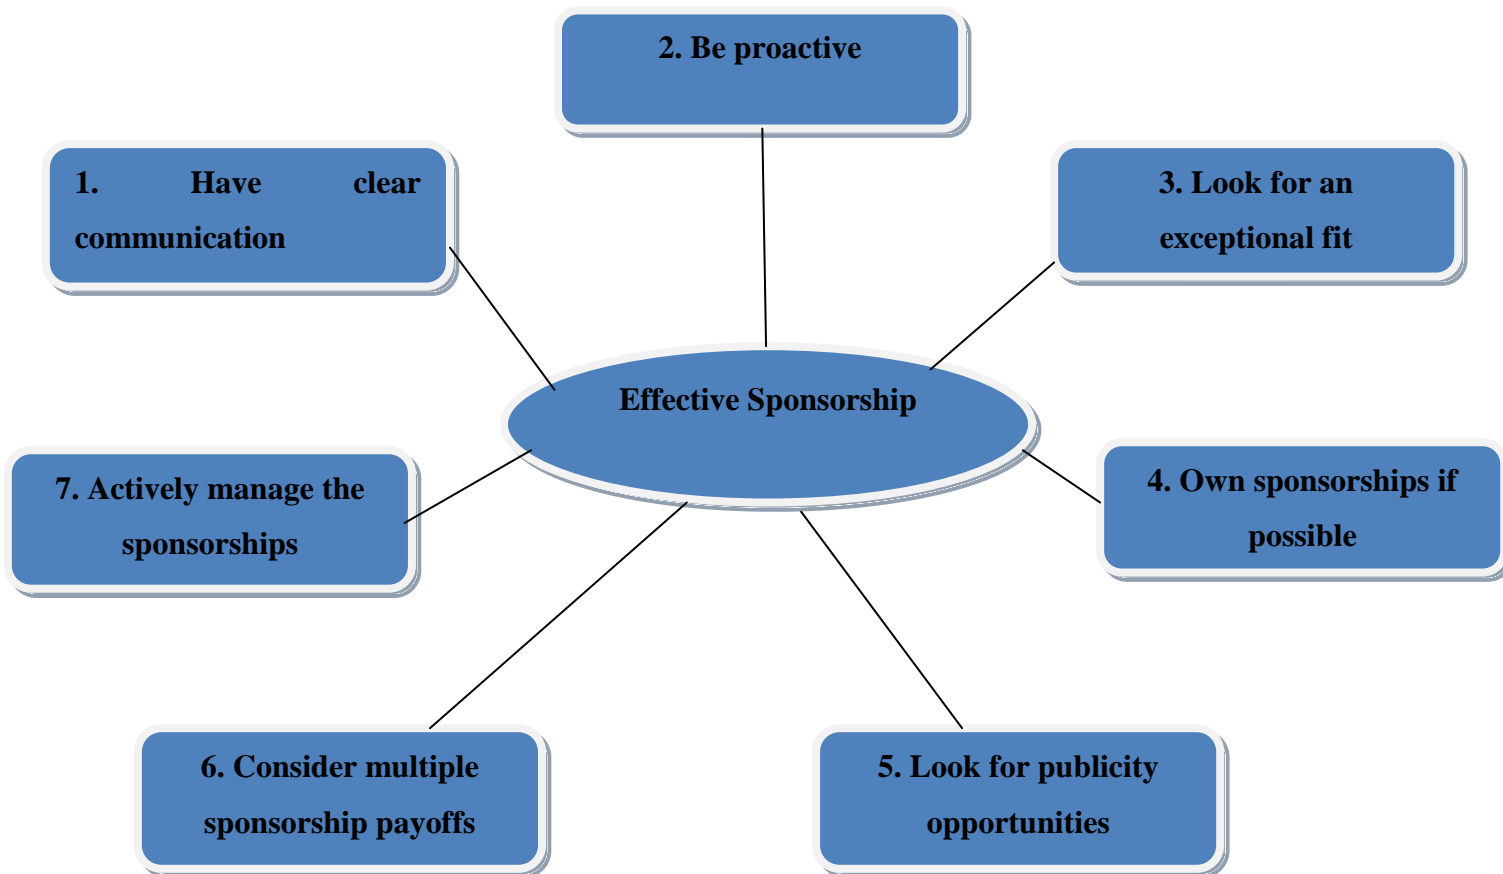 1. Have clear
communication
2. Be proactive
3. Look for an
exceptional fit
Effective Sponsorship
4. Own sponsorships if
possible
5. Look for publicity
opportunities
6. Consider multiple
sponsorship payoffs
7. Actively manage the
sponsorships